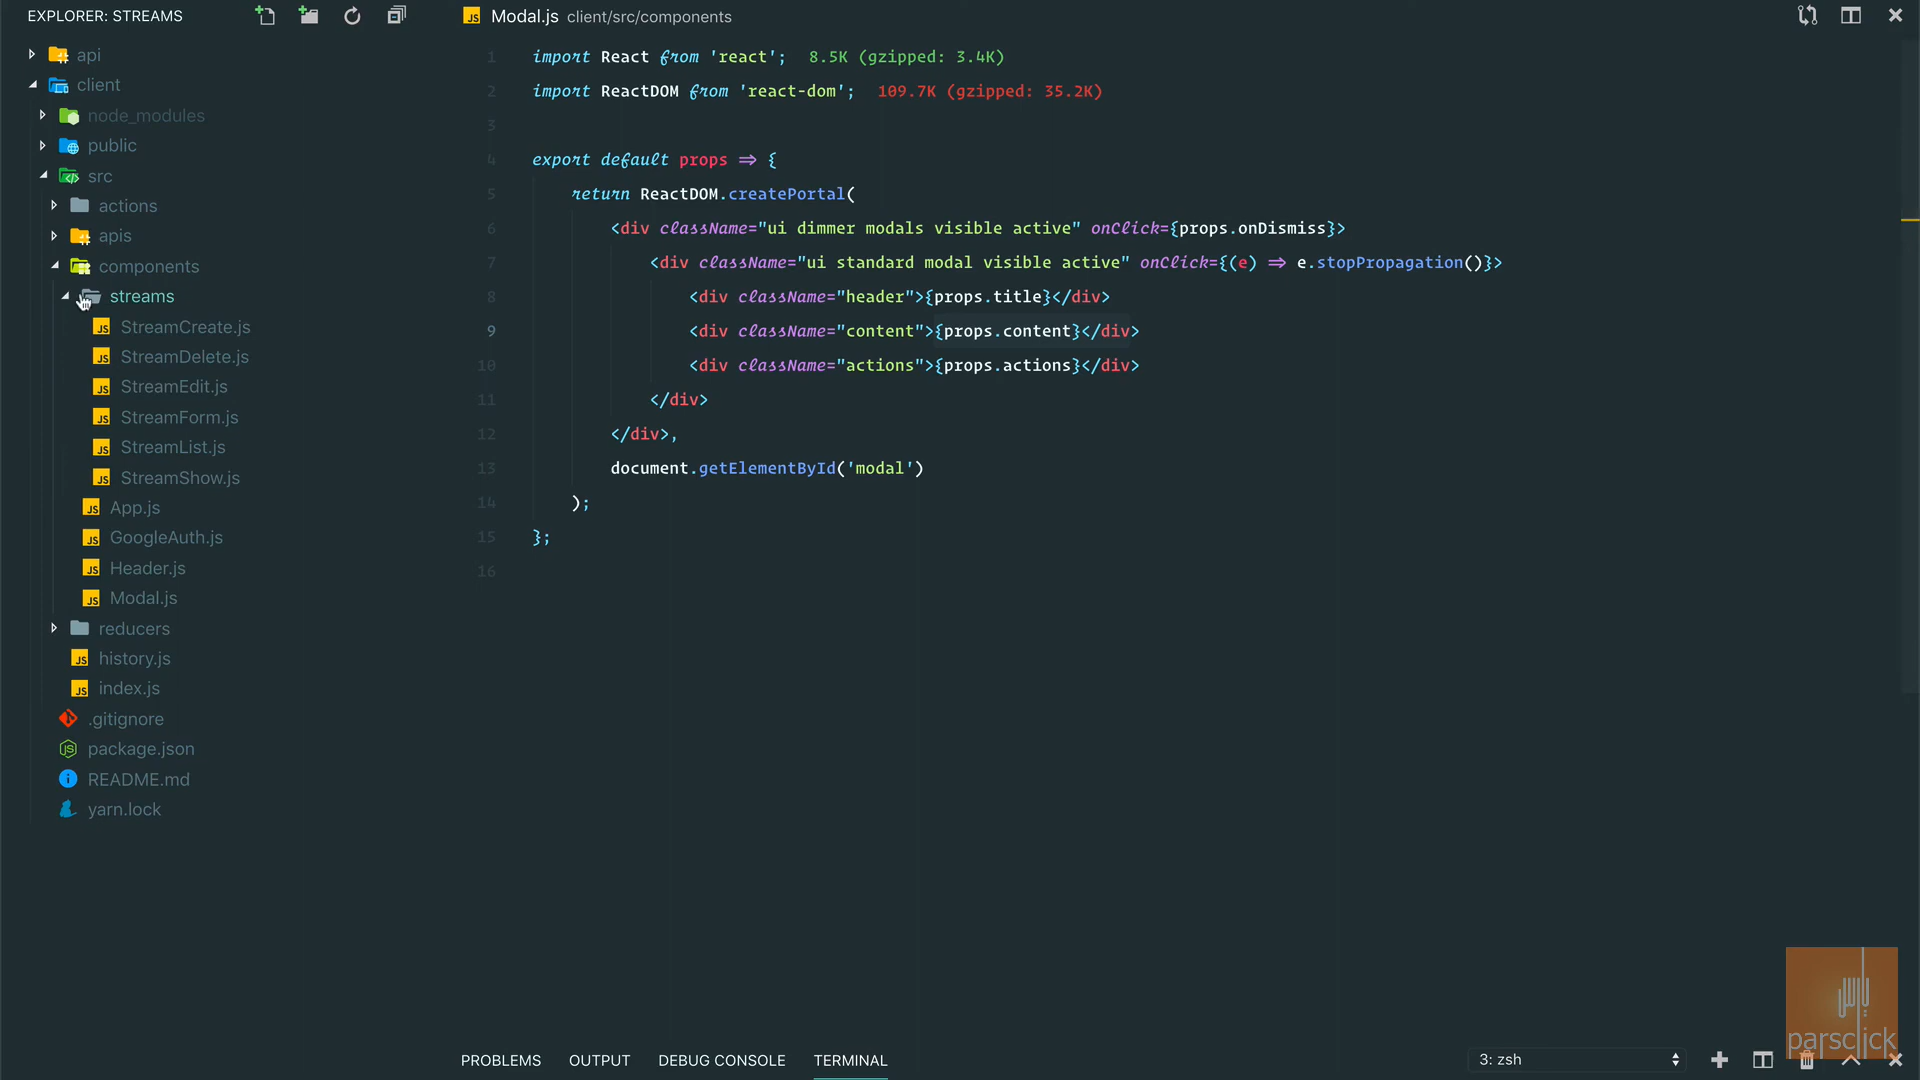 EXPLORER: STREAMS
api
client
node_modules
public
src
actions
apis
components
streams
StreamCreate.js
StreamDelete.js
StreamEdit.js
StreamForm.js
StreamList.js
StreamShow.js
App.js
GoogleAuth.js
Header.js
Modal.js
reducers
history.js
index.js
.gitignore
package.json
README.md
yarn.lock
JS Modal.js client/src/components
1 import React from 'react'; 8.5K (gzipped: 3.4K)
2 import ReactDOM from 'react-dom'; 109.7K (gzipped: 35.2K)
3
4 export default props => {
5 return ReactDOM.createPortal(
6 <div className="ui dimmer modals visible active" onClick={props.onDismiss}>
7 <div className="ui standard modal visible active" onClick={(e) => e.stopPropagation()}>
8 <div className="header">{props.title}</div>
9 <div className="content">{props.content}</div>
10 <div className="actions">{props.actions}</div>
11 </div>
12 </div>,
13 document.getElementById('modal')
14 );
15 };
16
PROBLEMS OUTPUT DEBUG CONSOLE TERMINAL
3: zsh
parsclick